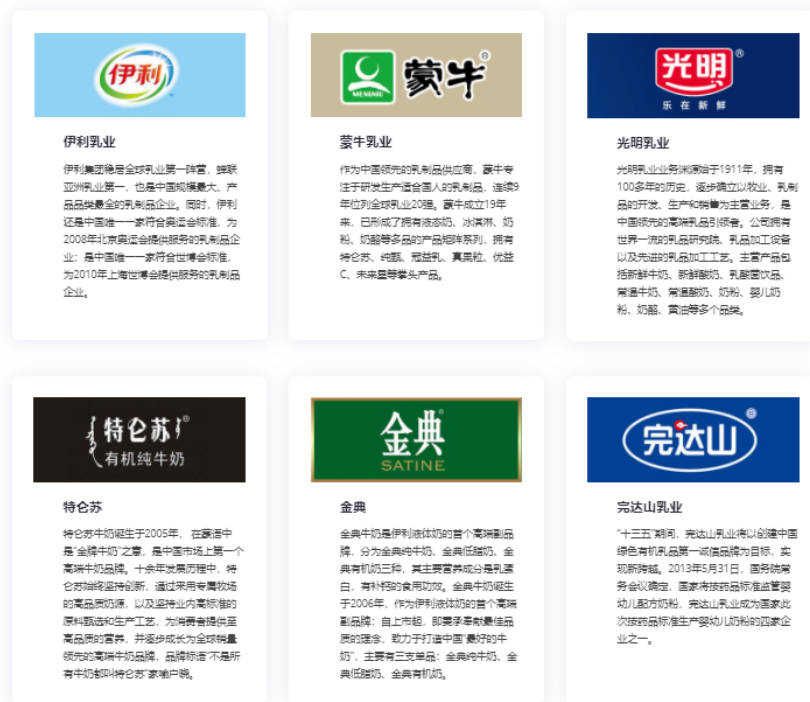 伊利
伊利乳业
伊利集团稳居全球乳业第一阵营，蝉联
亚洲乳业第一，也是中国规模最大、产
品品类最全的乳制品企业。同时，伊利
还是中国唯一一家符合奥运会标准，为
2008年北京奥运会提供服务的乳制品企
业；是中国唯一一家符合世博会标准，
为2010年上海世博会提供服务的乳制品
企业。
MENGNIU
蒙牛®
蒙牛乳业
作为中国领先的乳制品供应商，蒙牛专
注于研发生产适合国人的乳制品，连续9
年位列全球乳业20强。蒙牛成立19年
来，已形成了拥有液态奶、冰淇淋、奶
粉、奶酪等多品的产品矩阵系列，拥有
特仑苏、纯甄、冠益乳、真果粒、优益
C、未来星等拳头产品。
光明®
乐在新鲜
光明乳业
光明乳业业务渊源始于1911年，拥有
100多年的历史，逐步确立以牧业、乳制
品的开发、生产和销售为主营业务，是
中国领先的高端乳品引领者。公司拥有
世界一流的乳品研究院、乳品加工设备
以及先进的乳品加工工艺。主营产品包
括新鲜牛奶、新鲜酸奶、乳酸菌饮品、
常温牛奶、常温酸奶、奶粉、婴儿奶
粉、奶酪、黄油等多个品类。
特仑苏®
有机纯牛奶
特仑苏
特仑苏牛奶诞生于2005年， 在蒙语中
是“金牌牛奶”之意，是中国市场上第一个
高端牛奶品牌。十余年发展历程中，特
仑苏始终坚持创新，通过采用专属牧场
的高品质奶源，以及坚持业内高标准的
原料甄选和生产工艺，为消费者提供至
高品质的营养，并逐步成长为全球销量
领先的高端牛奶品牌，品牌标语“不是所
有牛奶都叫特仑苏”家喻户晓。
金典
SATINE
金典
金典牛奶是伊利液体奶的首个高端副品
牌，分为金典纯牛奶、金典低脂奶、金
典有机奶三种，其主要营养成分是乳蛋
白，有补钙的食用功效。金典牛奶诞生
于2006年，作为伊利液体奶的首个高端
副品牌；自上市起，即秉承奉献最佳品
质的理念，致力于打造中国“最好的牛
奶”，主要有三支单品：金典纯牛奶、金
典低脂奶、金典有机奶。
完达山®
完达山乳业
“十三五”期间，完达山乳业将以创建中国
绿色有机乳品第一诚信品牌为目标，实
现新跨越。2013年5月31日，国务院常
务会议确定，国家将按药品标准监管婴
幼儿配方奶粉，完达山乳业成为国家此
次按药品标准生产婴幼儿奶粉的四家企
业之一。